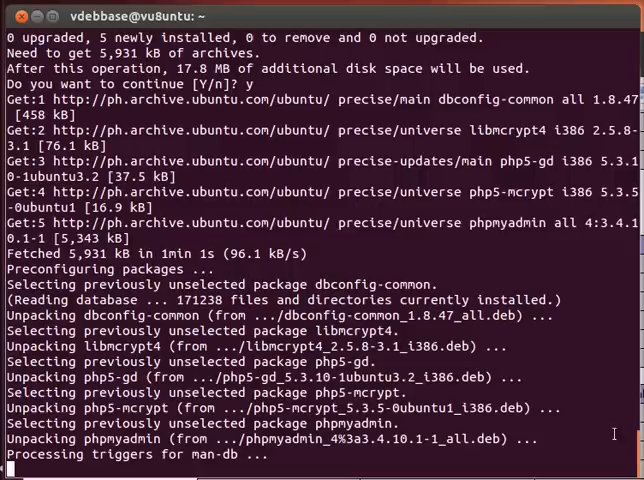 vdebbase@vu8untu: ~
0 upgraded, 5 newly installed, 0 to remove and 0 not upgraded.
Need to get 5,931 kB of archives.
After this operation, 17.8 MB of additional disk space will be used.
Do you want to continue [Y/n]? y
Get:1 http://ph.archive.ubuntu.com/ubuntu/ precise/main dbconfig-common all 1.8.47
 [458 kB]
Get:2 http://ph.archive.ubuntu.com/ubuntu/ precise/universe libmcrypt4 i386 2.5.8-
3.1 [76.1 kB]
Get:3 http://ph.archive.ubuntu.com/ubuntu/ precise-updates/main php5-gd i386 5.3.1
0-1ubuntu3.2 [37.5 kB]
Get:4 http://ph.archive.ubuntu.com/ubuntu/ precise/universe php5-mcrypt i386 5.3.5
-0ubuntu1 [16.9 kB]
Get:5 http://ph.archive.ubuntu.com/ubuntu/ precise/universe phpmyadmin all 4:3.4.1
0.1-1 [5,343 kB]
Fetched 5,931 kB in 1min 1s (96.1 kB/s)
Preconfiguring packages ...
Selecting previously unselected package dbconfig-common.
(Reading database ... 171238 files and directories currently installed.)
Unpacking dbconfig-common (from .../dbconfig-common_1.8.47_all.deb) ...
Selecting previously unselected package libmcrypt4.
Unpacking libmcrypt4 (from .../libmcrypt4_2.5.8-3.1_i386.deb) ...
Selecting previously unselected package php5-gd.
Unpacking php5-gd (from .../php5-gd_5.3.10-1ubuntu3.2_i386.deb) ...
Selecting previously unselected package php5-mcrypt.
Unpacking php5-mcrypt (from .../php5-mcrypt_5.3.5-0ubuntu1_i386.deb) ...
Selecting previously unselected package phpmyadmin.
Unpacking phpmyadmin (from .../phpmyadmin_4%3a3.4.10.1-1_all.deb) ...
Processing triggers for man-db ...